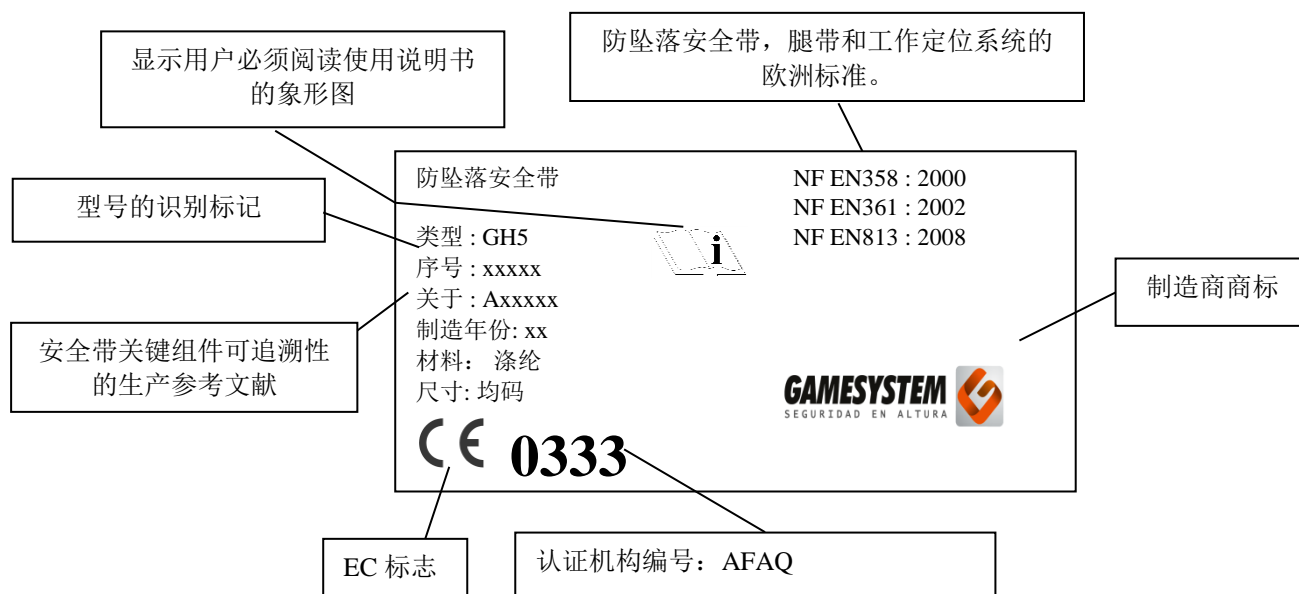 显示用户必须阅读使用说明书
的象形图
防坠落安全带，腿带和工作定位系统的
欧洲标准。
型号的识别标记
安全带关键组件可追溯性
的生产参考文献
防坠落安全带
类型 : GH5
序号 : xxxxx
关于 : Axxxxx
制造年份: xx
材料： 涤纶
尺寸: 均码
NF EN358 : 2000
NF EN361 : 2002
NF EN813 : 2008
i
制造商商标
GAMESYSTEM
SEGURIDAD EN ALTURA
CE 0333
EC 标志
认证机构编号：AFAQ